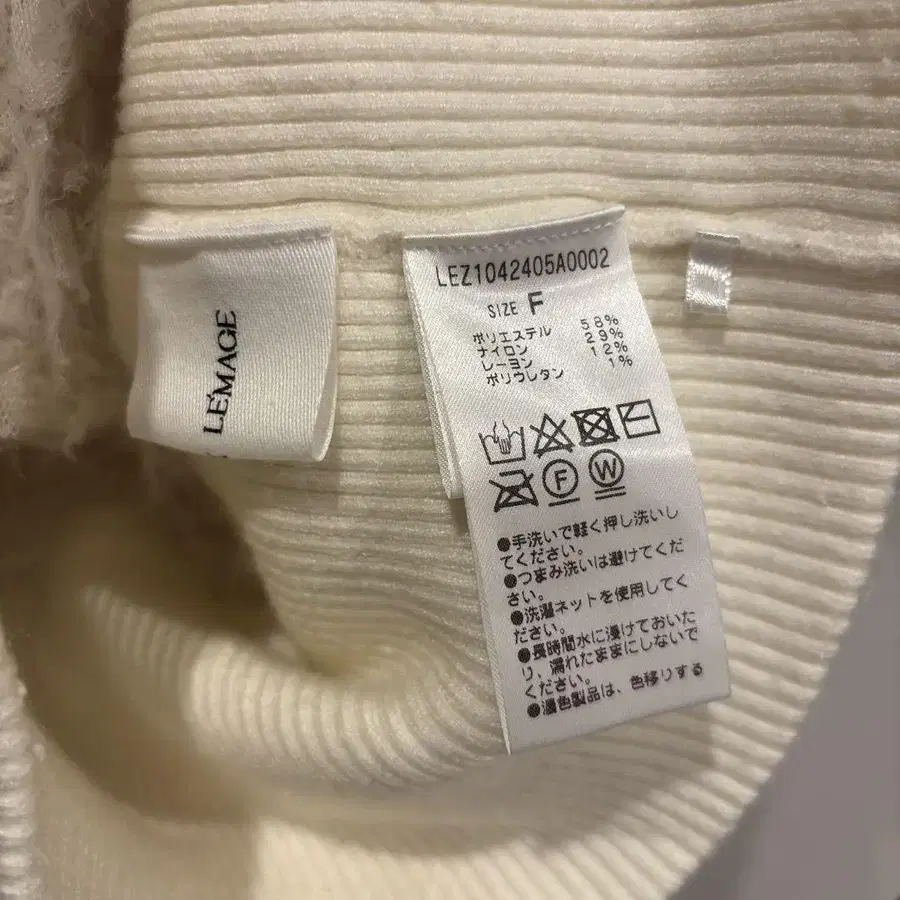 LE'MAGE
LEZ1042405A0002
SIZE F
ポリエステル 58%
ナイロン 29%
レーヨン 12%
ポリウレタン 1%
F W
●手洗いで軽く押し洗いし
てください。
●つまみ洗いは避けてくだ
さい。
●洗濯ネットを使用してく
ださい。
●長時間水に浸けておいた
り、濡れたままにしないで
ください。
●濃色製品は、色移りする